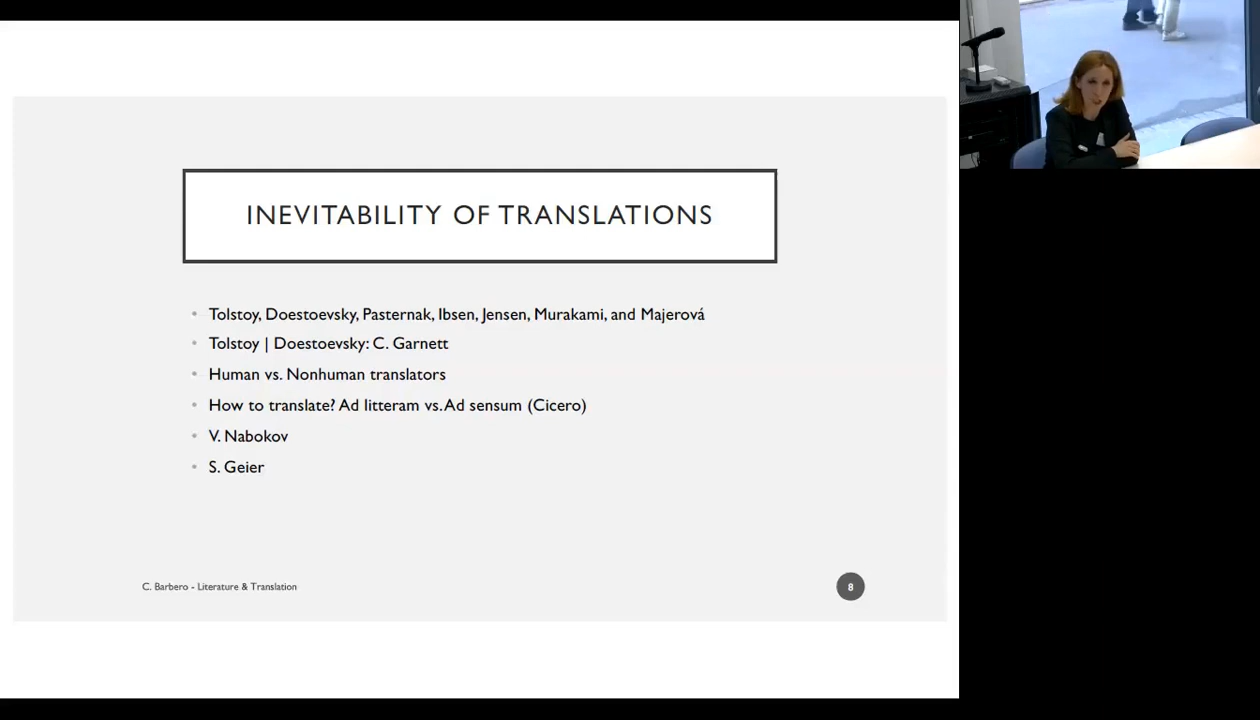 INEVITABILITY OF TRANSLATIONS
• Tolstoy, Doestoevsky, Pasternak, Ibsen, Jensen, Murakami, and Majerová
• Tolstoy | Doestoevsky: C. Garnett
• Human vs. Nonhuman translators
• How to translate? Ad litteram vs. Ad sensum (Cicero)
• V. Nabokov
• S. Geier
C. Barbero - Literature & Translation
8